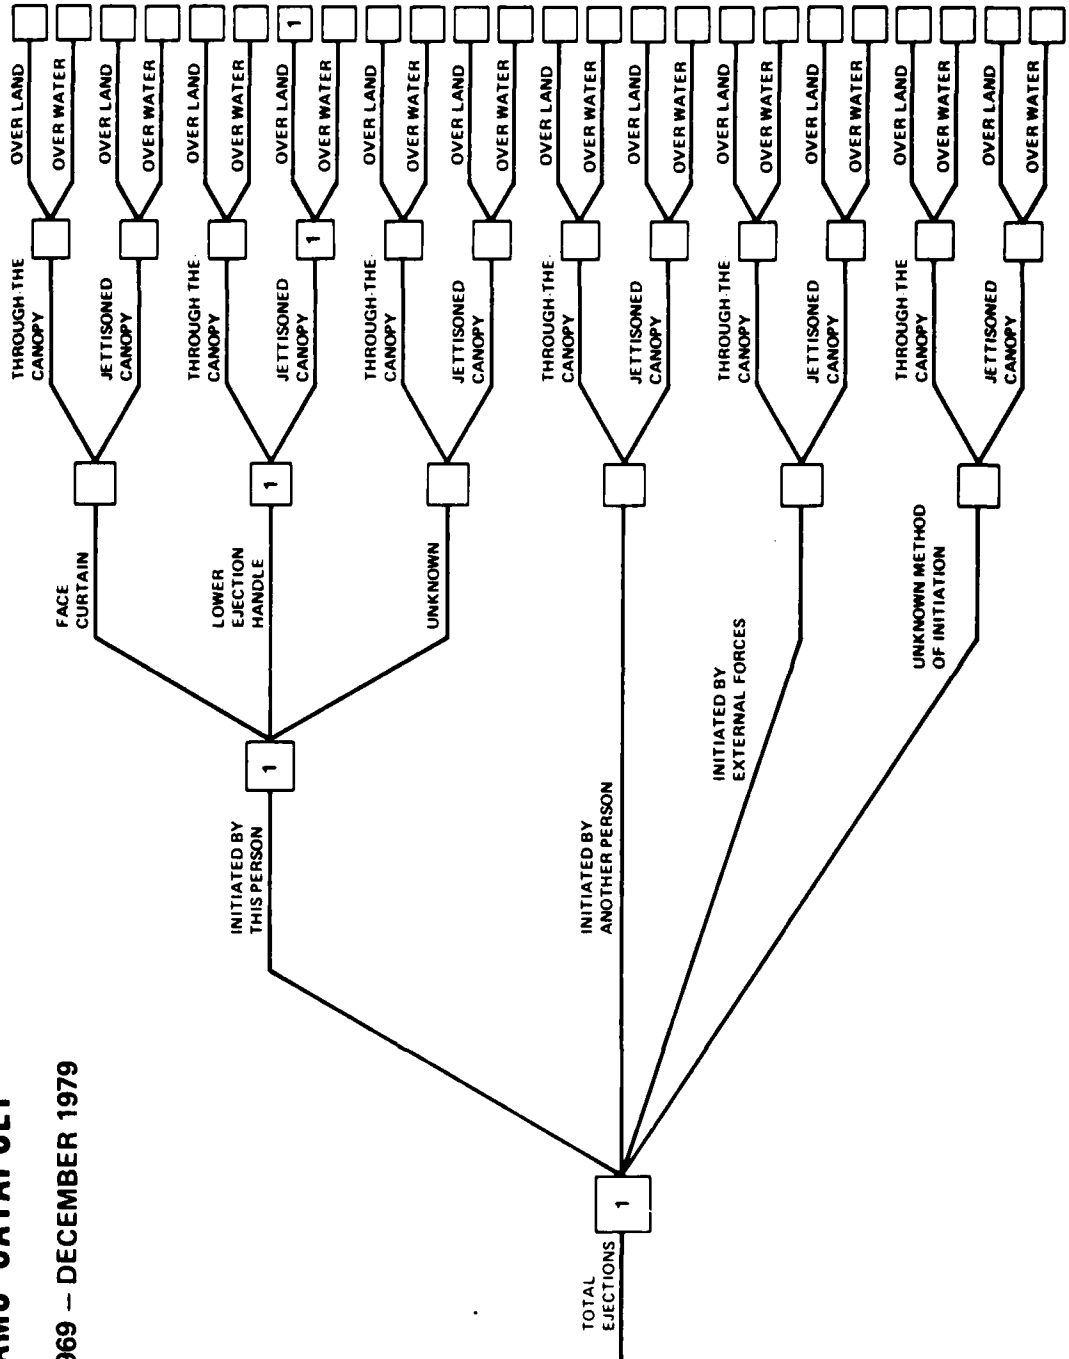 969 – DECEMBER 1979
TOTAL
EJECTIONS
1
INITIATED BY
THIS PERSON
1
INITIATED BY
ANOTHER PERSON
INITIATED BY
EXTERNAL FORCES
UNKNOWN METHOD
OF INITIATION
FACE
CURTAIN
LOWER
EJECTION
HANDLE
1
UNKNOWN
THROUGH-THE
CANOPY
JETTISONED
CANOPY
THROUGH THE
CANOPY
JETTISONED
CANOPY
1
THROUGH-THE
CANOPY
JETTISONED
CANOPY
THROUGH-THE
CANOPY
JETTISONED
CANOPY
THROUGH-THE
CANOPY
JETTISONED
CANOPY
THROUGH-THE
CANOPY
JETTISONED
CANOPY
OVER LAND
OVER WATER
OVER LAND
OVER WATER
OVER LAND
OVER WATER
OVER LAND
1
OVER WATER
OVER LAND
OVER WATER
OVER LAND
OVER WATER
OVER LAND
OVER WATER
OVER LAND
OVER WATER
OVER LAND
OVER WATER
OVER LAND
OVER WATER
OVER LAND
OVER WATER
OVER LAND
OVER WATER